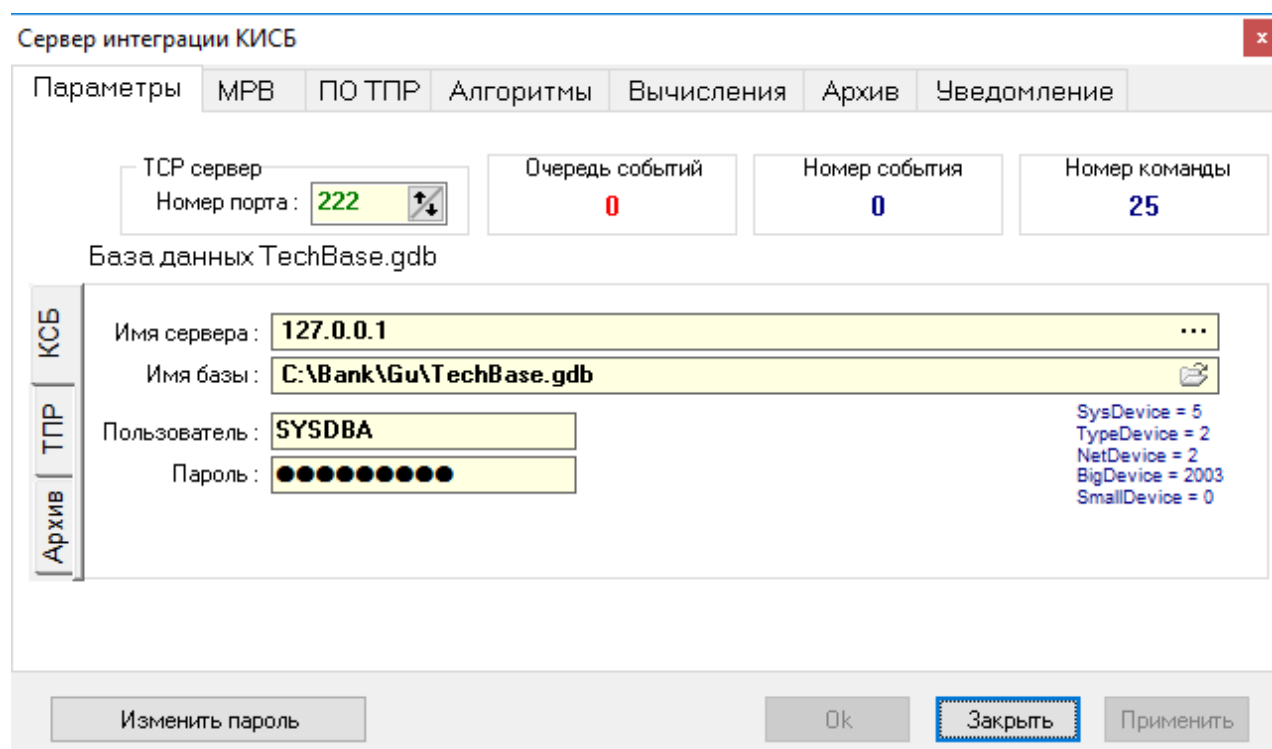 Сервер интеграции КИСБ
x
Параметры МРВ ПО ТПР Алгоритмы Вычисления Архив Уведомление
TCP сервер Очередь событий Номер события Номер команды
Номер порта : 222 0 0 25
База данных TechBase.gdb
КСБ
ТПР
Архив
Имя сервера : 127.0.0.1 ...
Имя базы : C:\Bank\Gu\TechBase.gdb
Пользователь : SYSDBA
Пароль : ●●●●●●●●●
SysDevice = 5
TypeDevice = 2
NetDevice = 2
BigDevice = 2003
SmallDevice = 0
Изменить пароль Ok Закрыть Применить